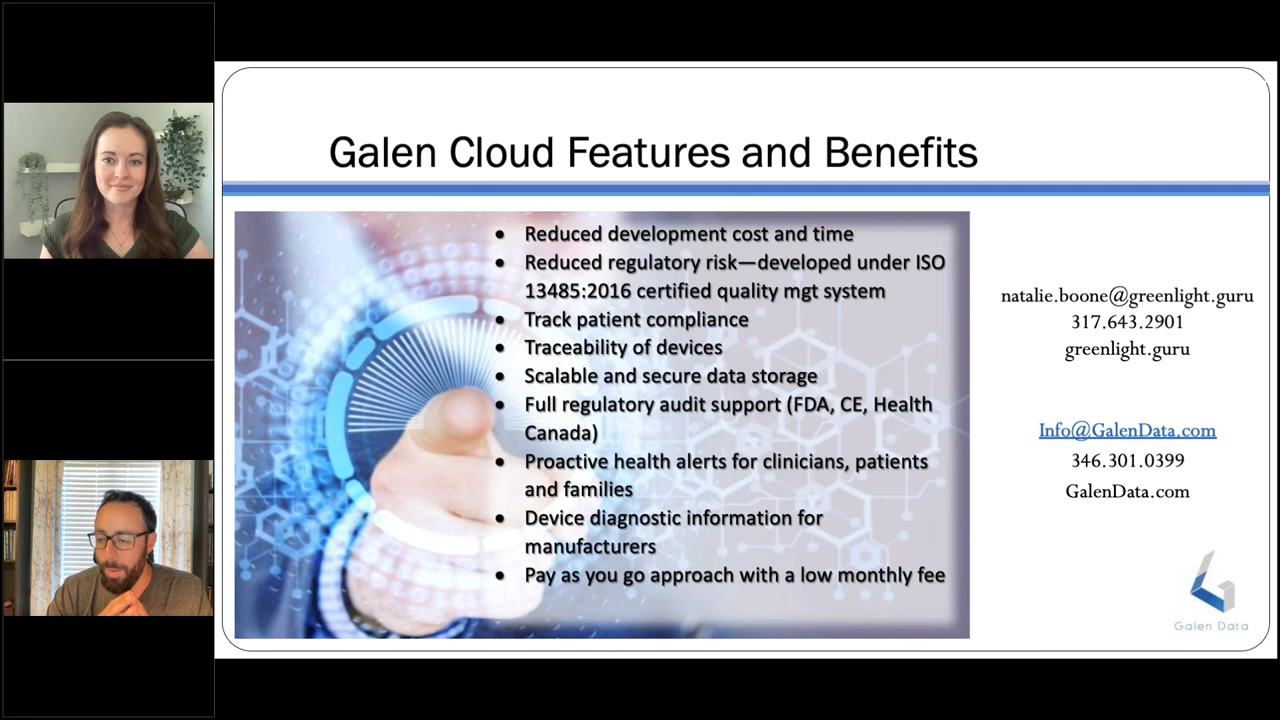 Galen Cloud Features and Benefits
• Reduced development cost and time
• Reduced regulatory risk—developed under ISO
13485:2016 certified quality mgt system
• Track patient compliance
• Traceability of devices
• Scalable and secure data storage
• Full regulatory audit support (FDA, CE, Health
Canada)
• Proactive health alerts for clinicians, patients
and families
• Device diagnostic information for
manufacturers
• Pay as you go approach with a low monthly fee
natalie.boone@greenlight.guru
317.643.2901
greenlight.guru
Info@GalenData.com
346.301.0399
GalenData.com
Galen Data